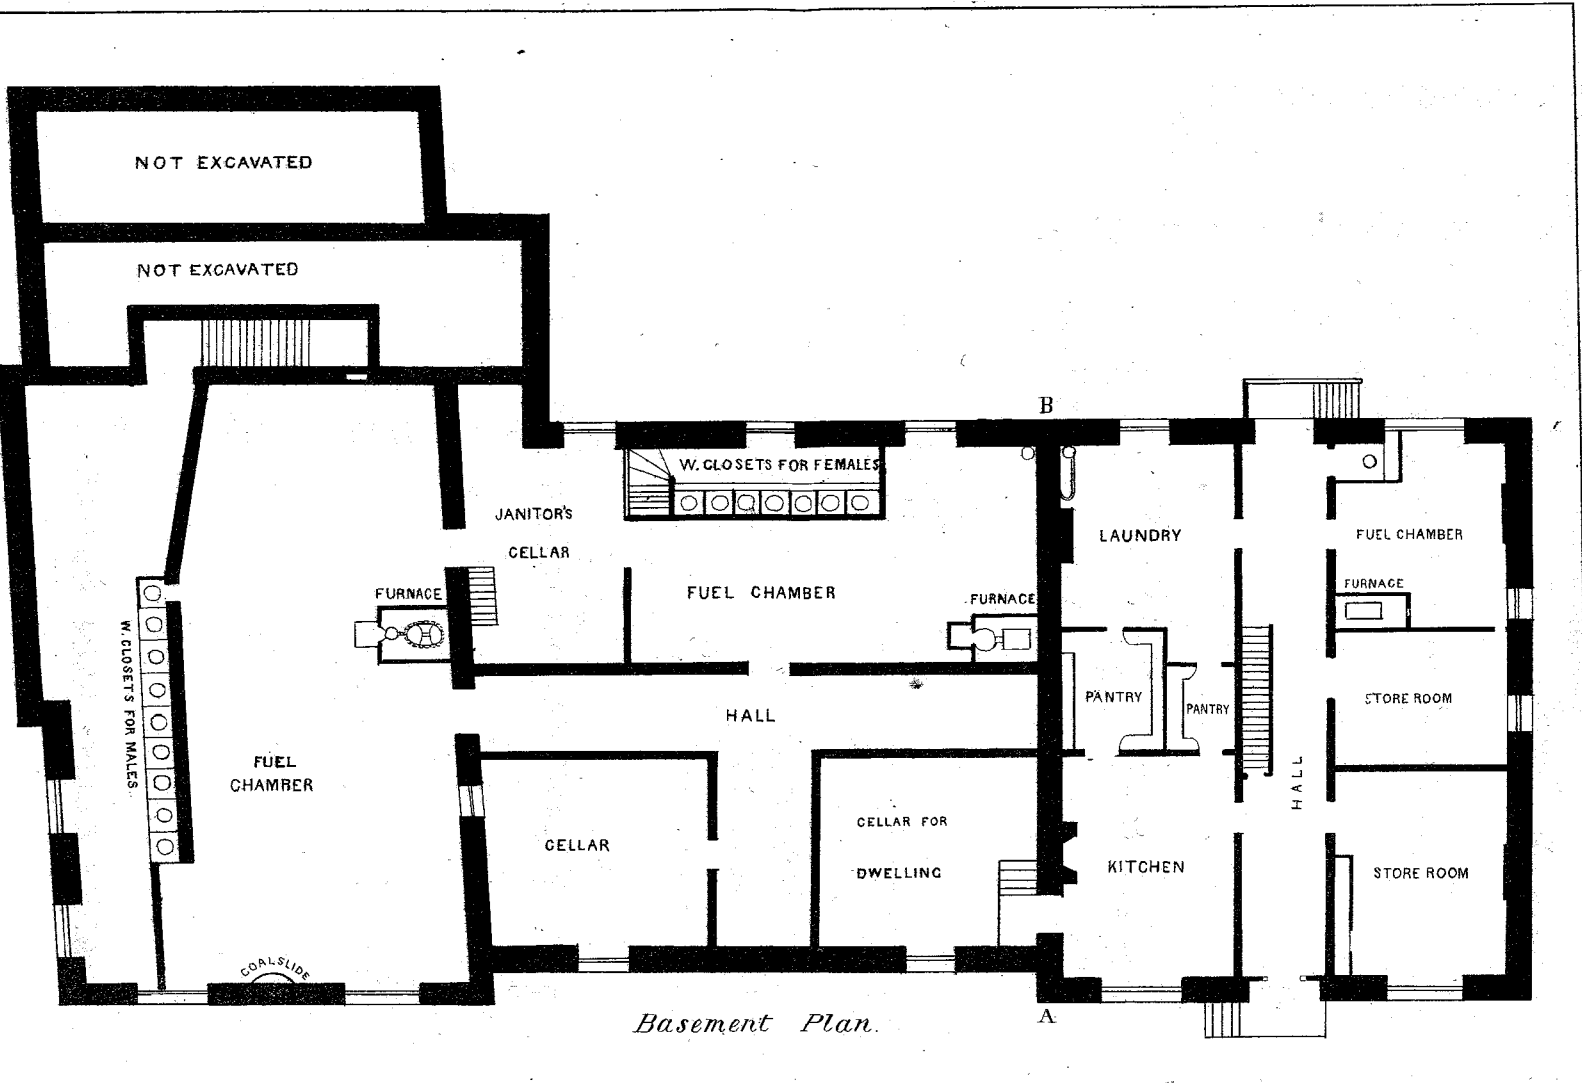 NOT EXCAVATED
NOT EXCAVATED
B
W. CLOSETS FOR FEMALES
JANITOR'S
CELLAR
LAUNDRY
FUEL CHAMBER
FURNACE
FUEL CHAMBER
FURNACE
FURNACE
W. CLOSETS FOR MALES
PANTRY
PANTRY
STORE ROOM
HALL
FUEL
CHAMBER
HALL
CELLAR
CELLAR FOR
DWELLING
KITCHEN
STORE ROOM
COALSLIDE
A
Basement Plan.